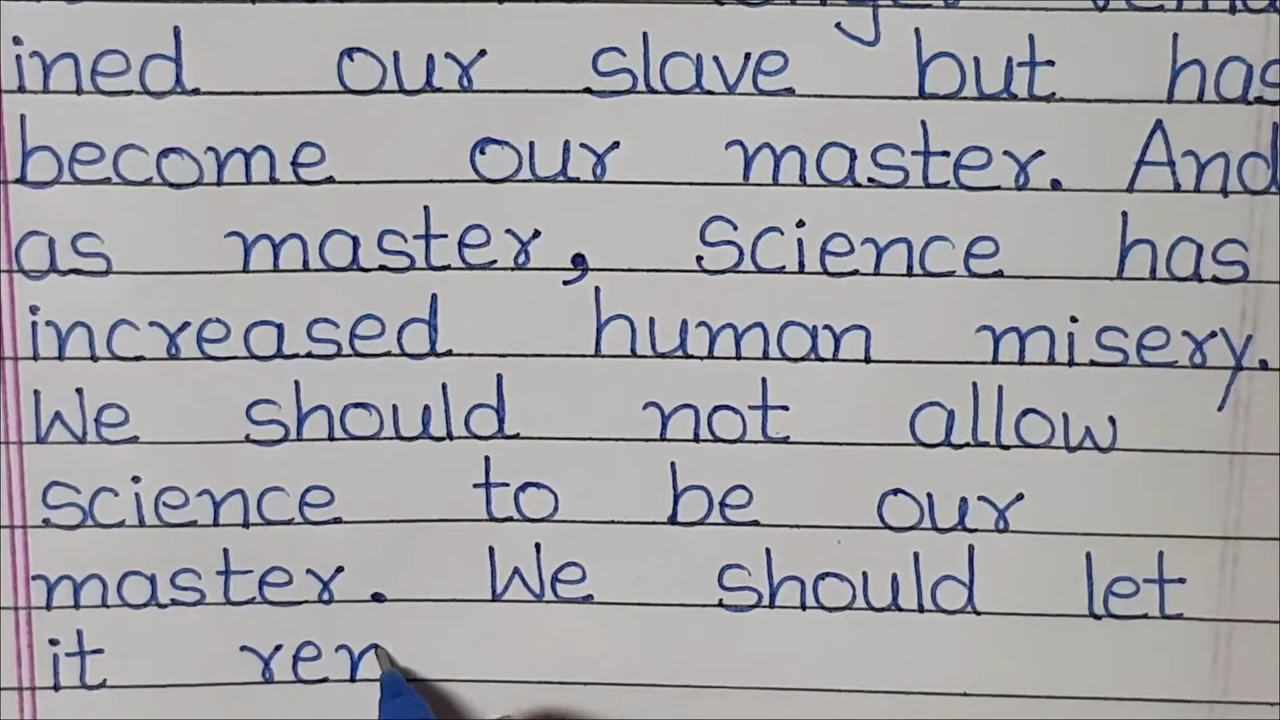 ined our slave but has
become our master. And
as master, Science has
increased human misery.
We should not allow
science to be our
master. We should let
it ren